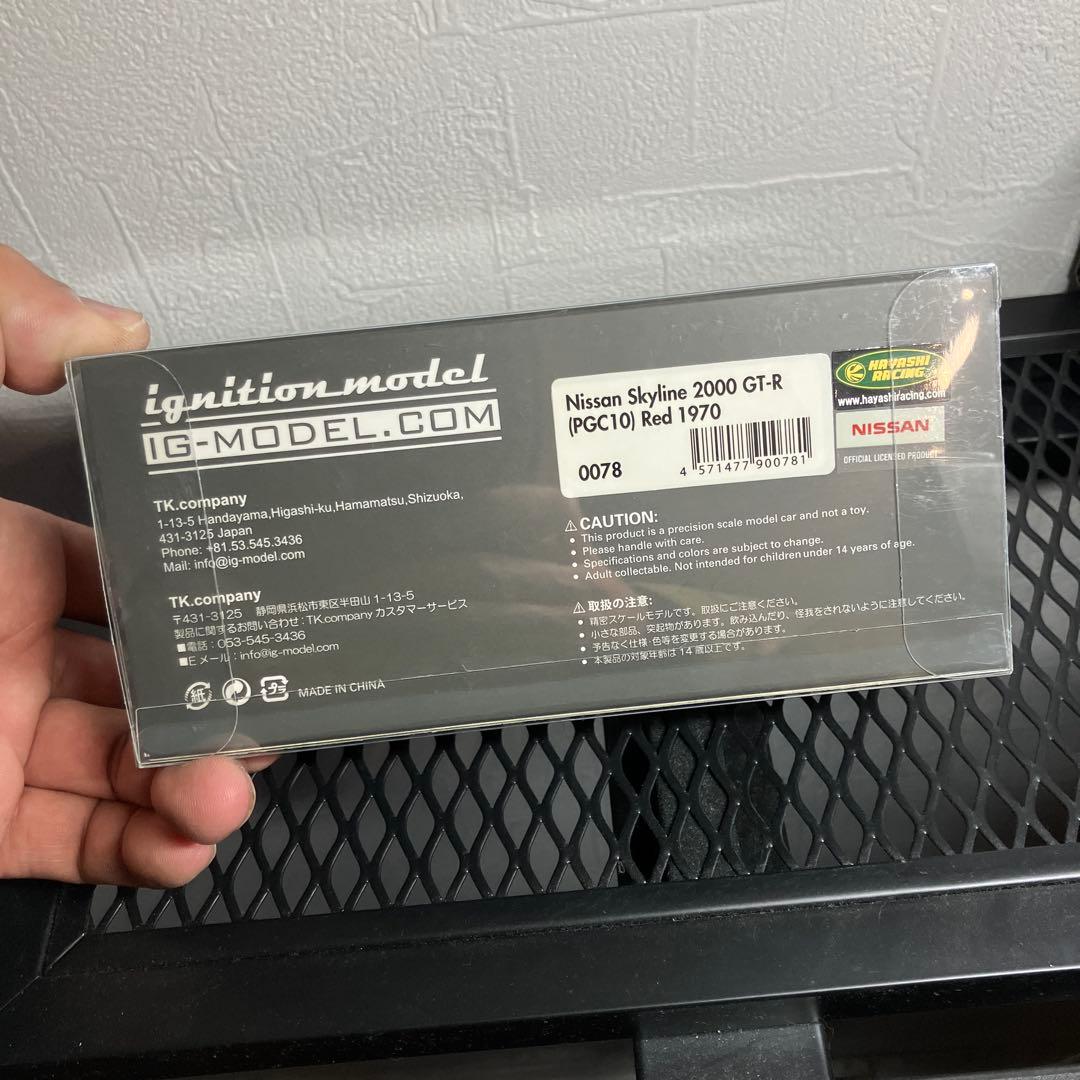 ignition model
IG-MODEL.COM
TK.company
1-13-5 Handayama,Higashi-ku,Hamamatsu,Shizuoka,
431-3125 Japan
Phone: +81.53.545.3436
Mail: info@ig-model.com
TK.company
〒431-3125 静岡県浜松市東区半田山 1-13-5
製品に関するお問い合わせ:TK.company カスタマーサービス
■電話:053-545-3436
■E メール:info@ig-model.com
紙 プラ MADE IN CHINA
Nissan Skyline 2000 GT-R
(PGC10) Red 1970
0078
4 571477 900781
HAYASHI
RACING
www.hayashiracing.com
NISSAN
OFFICIAL LICENSED PRODUCT
⚠CAUTION:
• This product is a precision scale model car and not a toy.
• Please handle with care.
• Specifications and colors are subject to change.
• Adult collectable. Not intended for children under 14 years of age.
⚠取扱の注意:
• 精密スケールモデルです。取扱にご注意ください。
• 小さな部品、突起物があります。飲み込んだり、怪我をされないように注意してください。
• 予告なく仕様・色等を変更する場合があります。
• 本製品の対象年齢は 14 歳以上です。